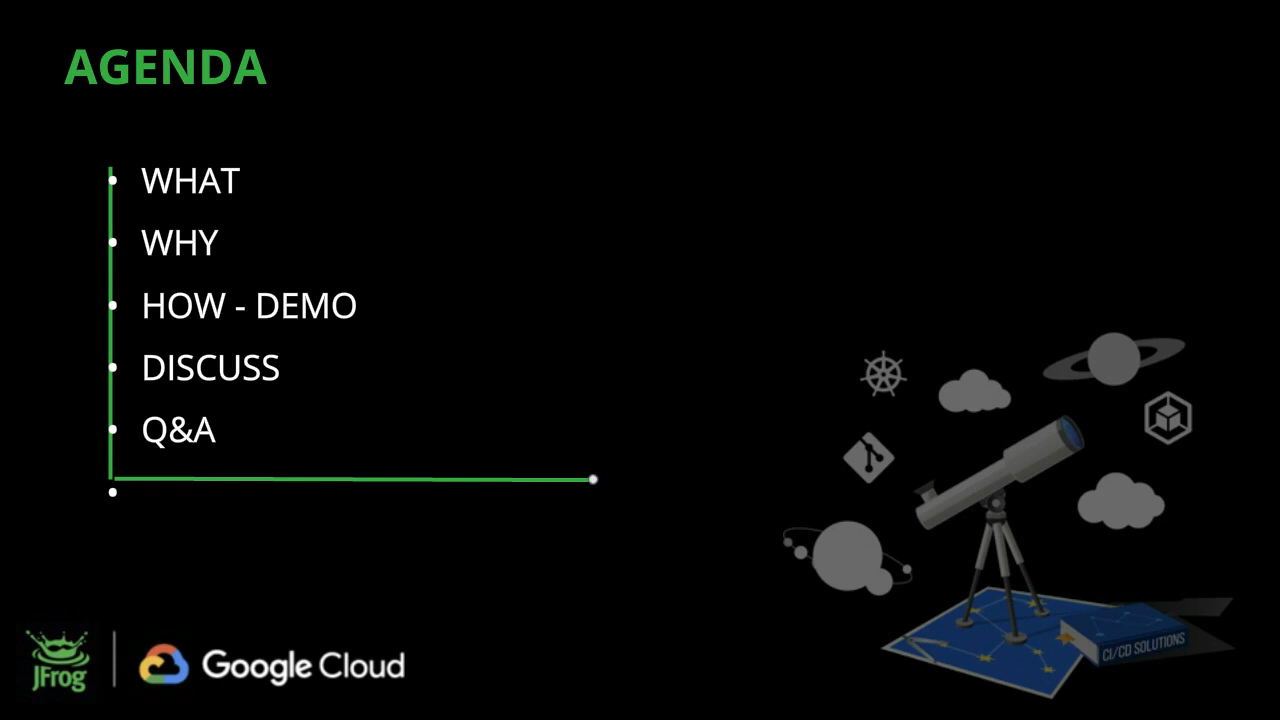 AGENDA
WHAT
WHY
HOW - DEMO
DISCUSS
Q&A
JFrog
Google Cloud
CI/CD SOLUTIONS